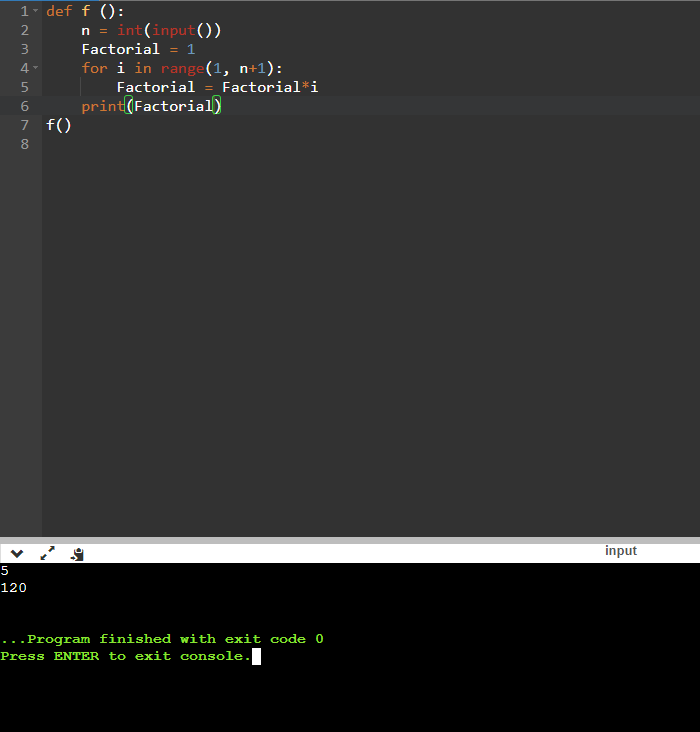 1 def f ():
2     n = int(input())
3     Factorial = 1
4     for i in range(1, n+1):
5         Factorial = Factorial*i
6     print(Factorial)
7 f()
8
input
5
120
...Program finished with exit code 0
Press ENTER to exit console.